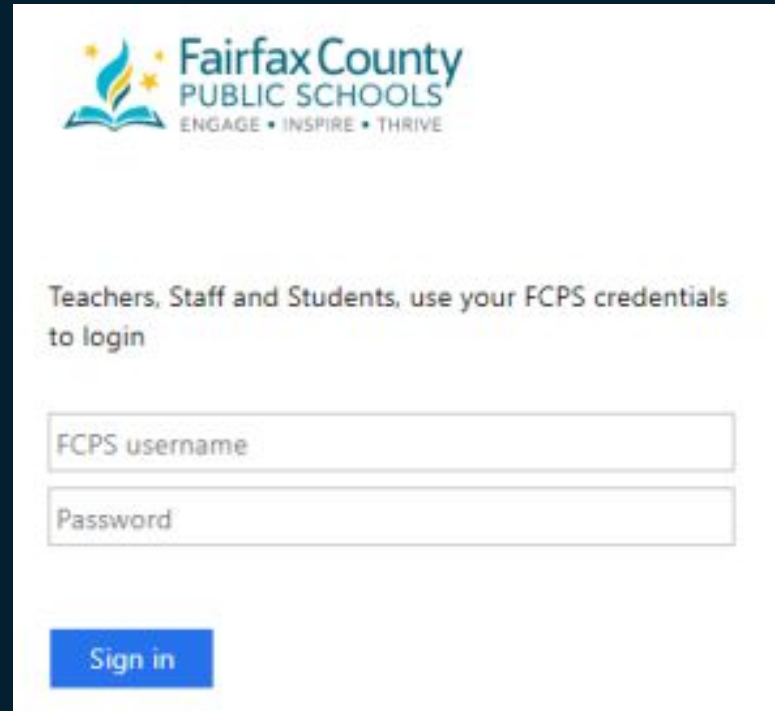 Fairfax County
PUBLIC SCHOOLS
ENGAGE • INSPIRE • THRIVE
Teachers, Staff and Students, use your FCPS credentials
to login
FCPS username
Password
Sign in